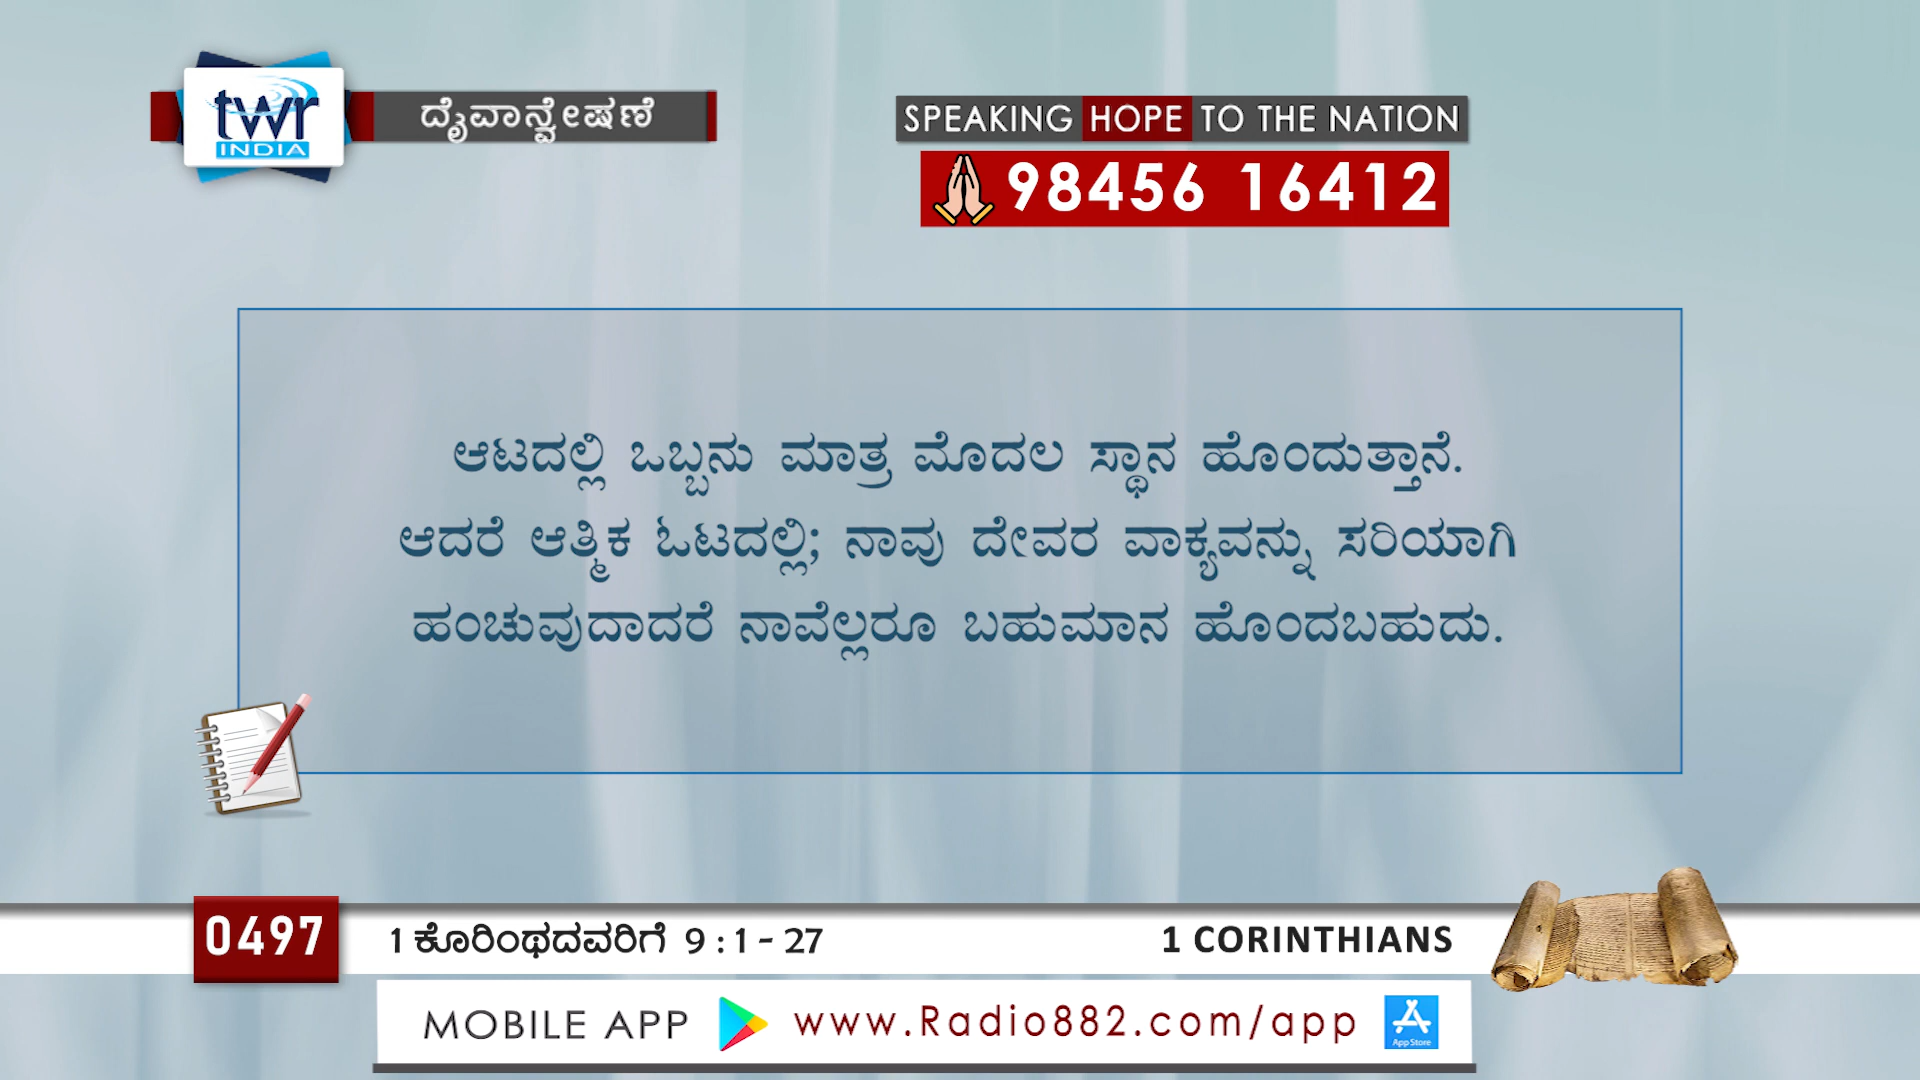 twr
INDIA
ದೈವಾನ್ವೇಷಣೆ
SPEAKING HOPE TO THE NATION
98456 16412
ಆಟದಲ್ಲಿ ಒಬ್ಬನು ಮಾತ್ರ ಮೊದಲ ಸ್ಥಾನ ಹೊಂದುತ್ತಾನೆ.
ಆದರೆ ಆತ್ಮಿಕ ಓಟದಲ್ಲಿ; ನಾವು ದೇವರ ವಾಕ್ಯವನ್ನು ಸರಿಯಾಗಿ
ಹಂಚುವುದಾದರೆ ನಾವೆಲ್ಲರೂ ಬಹುಮಾನ ಹೊಂದಬಹುದು.
0497
1 ಕೊರಿಂಥದವರಿಗೆ 9 : 1 - 27
1 CORINTHIANS
MOBILE APP www.Radio882.com/app
App Store